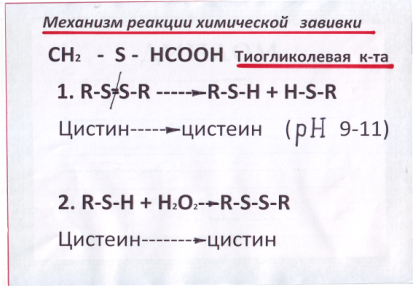 Механизм реакции химической завивки
CH₂ - S - HCOOH Тиогликолевая к-та
1. R-S-S-R -----→R-S-H + H-S-R
Цистин-----→цистеин (pH 9-11)
2. R-S-H + H₂O₂-→R-S-S-R
Цистеин-------→цистин